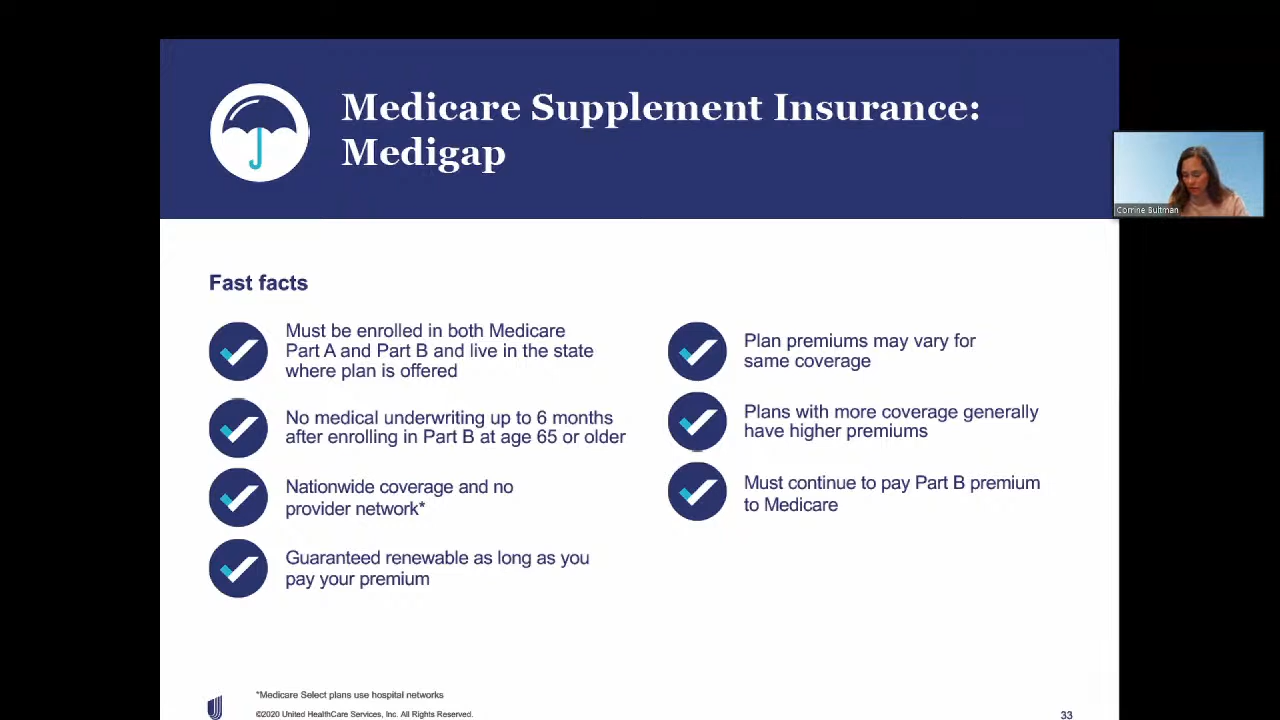 Medicare Supplement Insurance:
Medigap
Corrine Bultman
Fast facts
Must be enrolled in both Medicare
Part A and Part B and live in the state
where plan is offered
No medical underwriting up to 6 months
after enrolling in Part B at age 65 or older
Nationwide coverage and no
provider network*
Guaranteed renewable as long as you
pay your premium
Plan premiums may vary for
same coverage
Plans with more coverage generally
have higher premiums
Must continue to pay Part B premium
to Medicare
*Medicare Select plans use hospital networks
©2020 United HealthCare Services, Inc. All Rights Reserved.
33